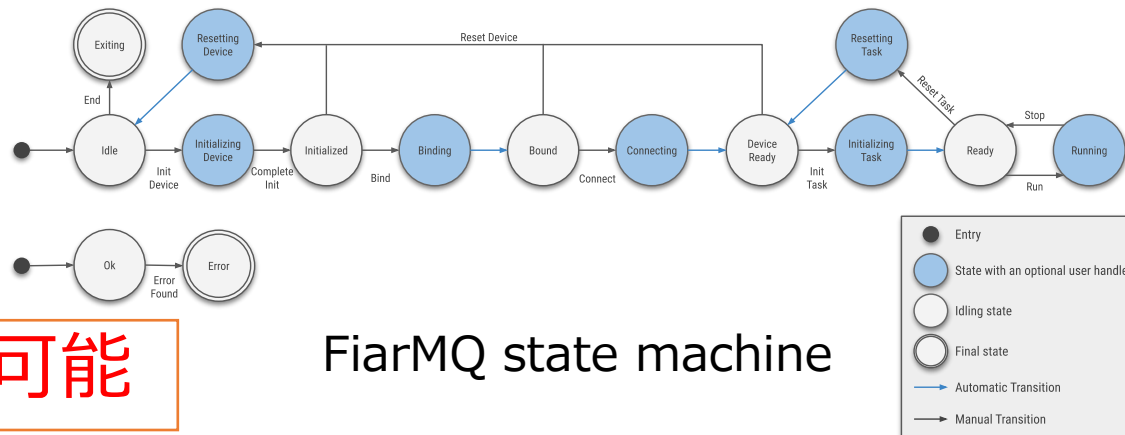 Exiting
Resetting
Device
Reset Device
Resetting
Task
End
Reset Task
Stop
Idle
Init
Device
Initializing
Device
Complete
Init
Initialized
Bind
Binding
Bound
Connect
Connecting
Device
Ready
Init
Task
Initializing
Task
Ready
Run
Running
Ok
Error
Found
Error
可能
FiarMQ state machine
Entry
State with an optional user handle
Idling state
Final state
Automatic Transition
Manual Transition